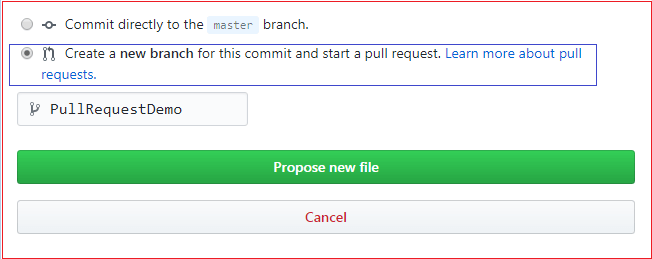 Commit directly to the master branch.
Create a new branch for this commit and start a pull request. Learn more about pull
requests.
PullRequestDemo
Propose new file
Cancel